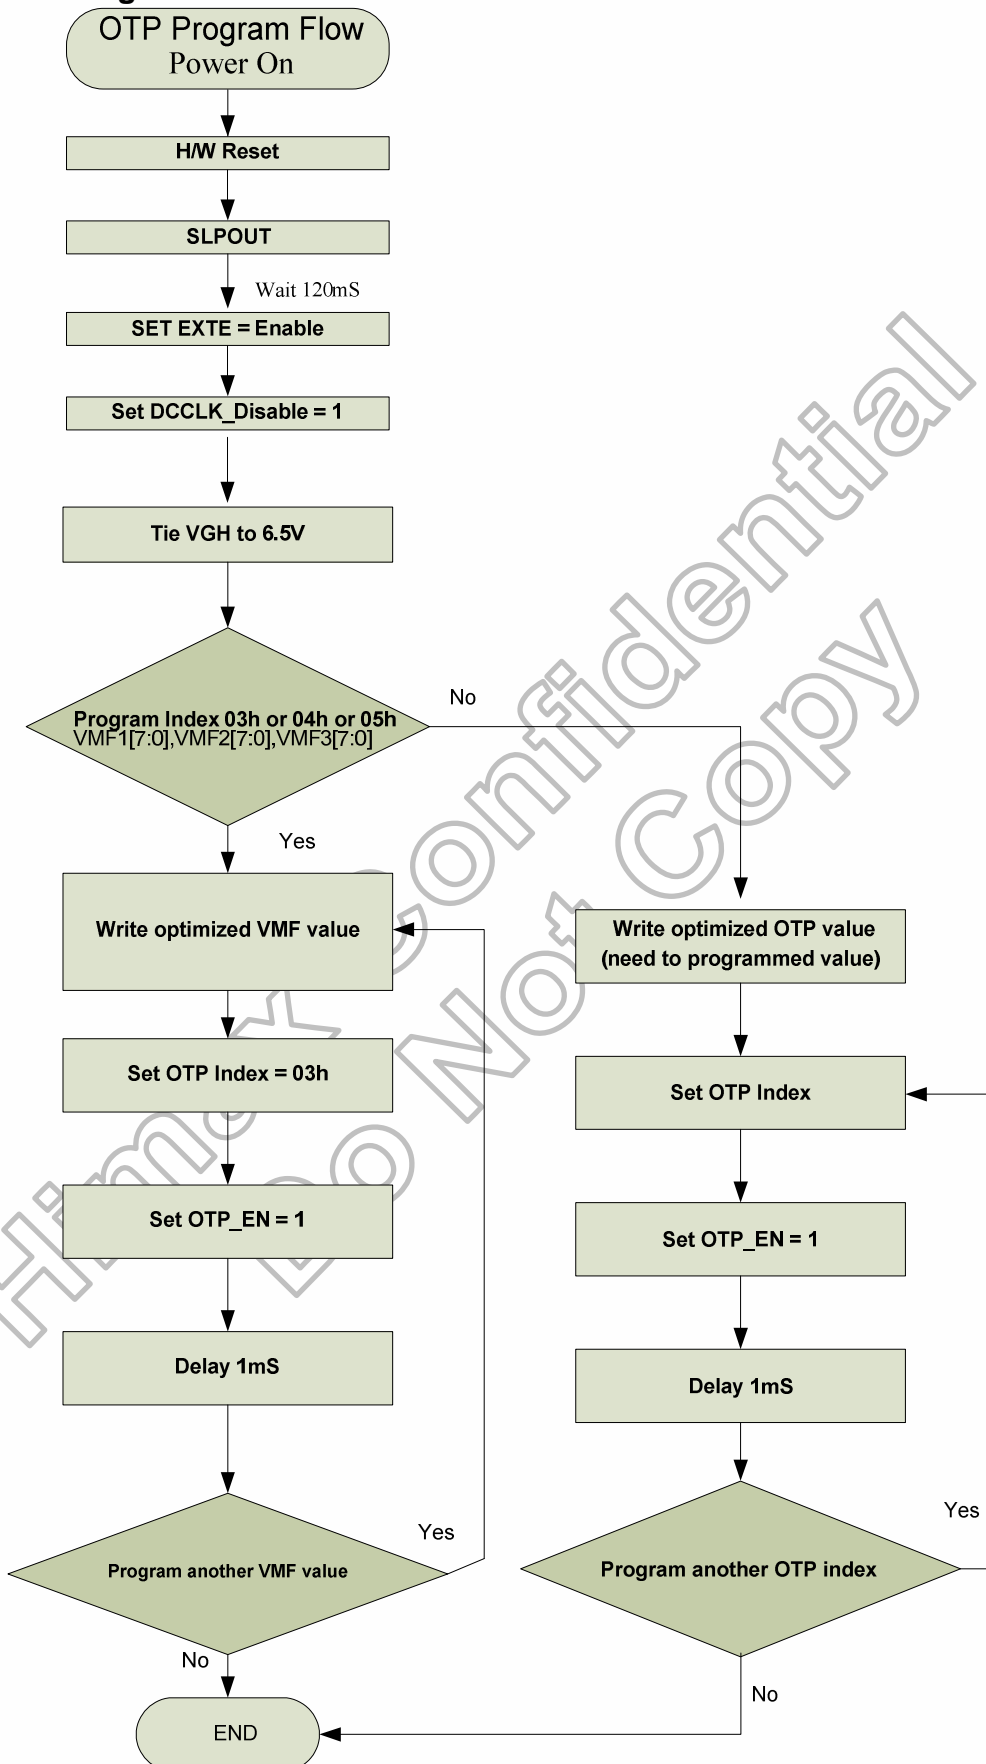 OTP Program Flow
Power On
H/W Reset
SLPOUT
Wait 120mS
SET EXTE = Enable
Set DCCLK_Disable = 1
Tie VGH to 6.5V
Program Index 03h or 04h or 05h
VMF1[7:0],VMF2[7:0],VMF3[7:0]
No
Yes
Write optimized VMF value
Set OTP Index = 03h
Set OTP_EN = 1
Delay 1mS
Program another VMF value
Yes
No
Write optimized OTP value
(need to programmed value)
Set OTP Index
Set OTP_EN = 1
Delay 1mS
Program another OTP index
Yes
No
END
Himax Confidential
Do Not Copy